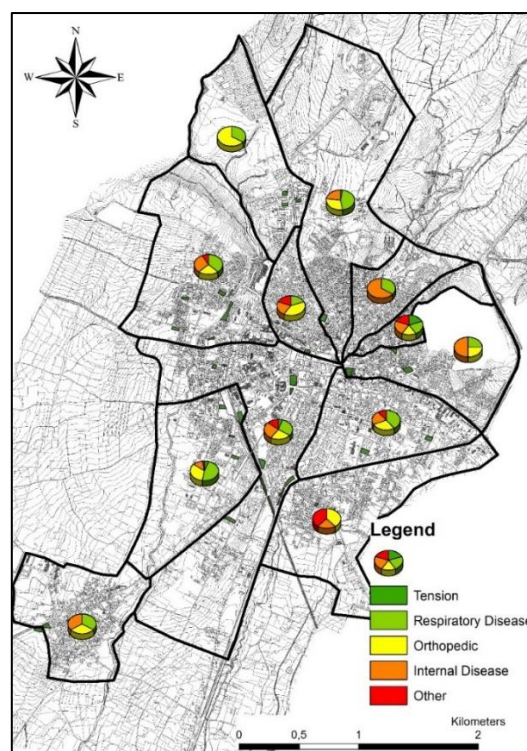 N
W E
S
Legend
Tension
Respiratory Disease
Orthopedic
Internal Disease
Other
Kilometers
0 0,5 1 2